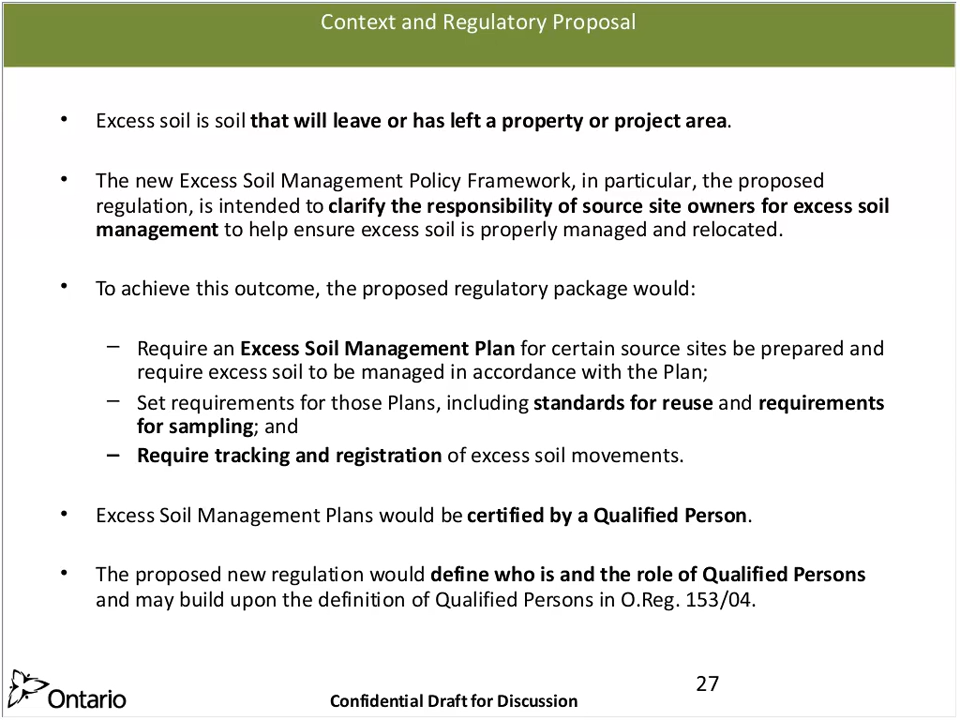 Context and Regulatory Proposal
• Excess soil is soil that will leave or has left a property or project area.
• The new Excess Soil Management Policy Framework, in particular, the proposed
regulation, is intended to clarify the responsibility of source site owners for excess soil
management to help ensure excess soil is properly managed and relocated.
• To achieve this outcome, the proposed regulatory package would:
– Require an Excess Soil Management Plan for certain source sites be prepared and
require excess soil to be managed in accordance with the Plan;
– Set requirements for those Plans, including standards for reuse and requirements
for sampling; and
– Require tracking and registration of excess soil movements.
• Excess Soil Management Plans would be certified by a Qualified Person.
• The proposed new regulation would define who is and the role of Qualified Persons
and may build upon the definition of Qualified Persons in O.Reg. 153/04.
27
Ontario
Confidential Draft for Discussion